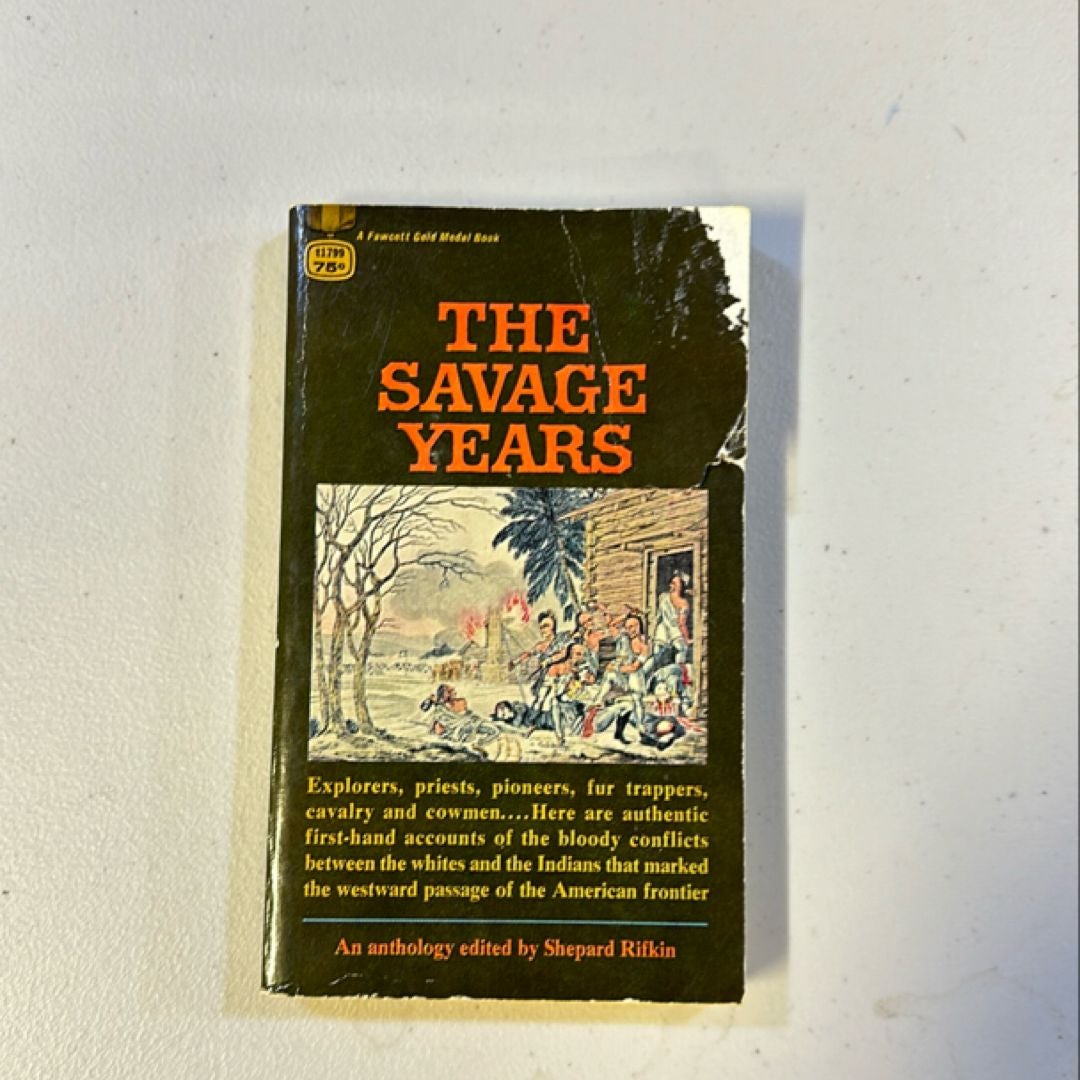 A Fawcett Gold Medal Book
t1799
75¢
THE
SAVAGE
YEARS
Explorers, priests, pioneers, fur trappers,
cavalry and cowmen....Here are authentic
first-hand accounts of the bloody conflicts
between the whites and the Indians that marked
the westward passage of the American frontier
An anthology edited by Shepard Rifkin